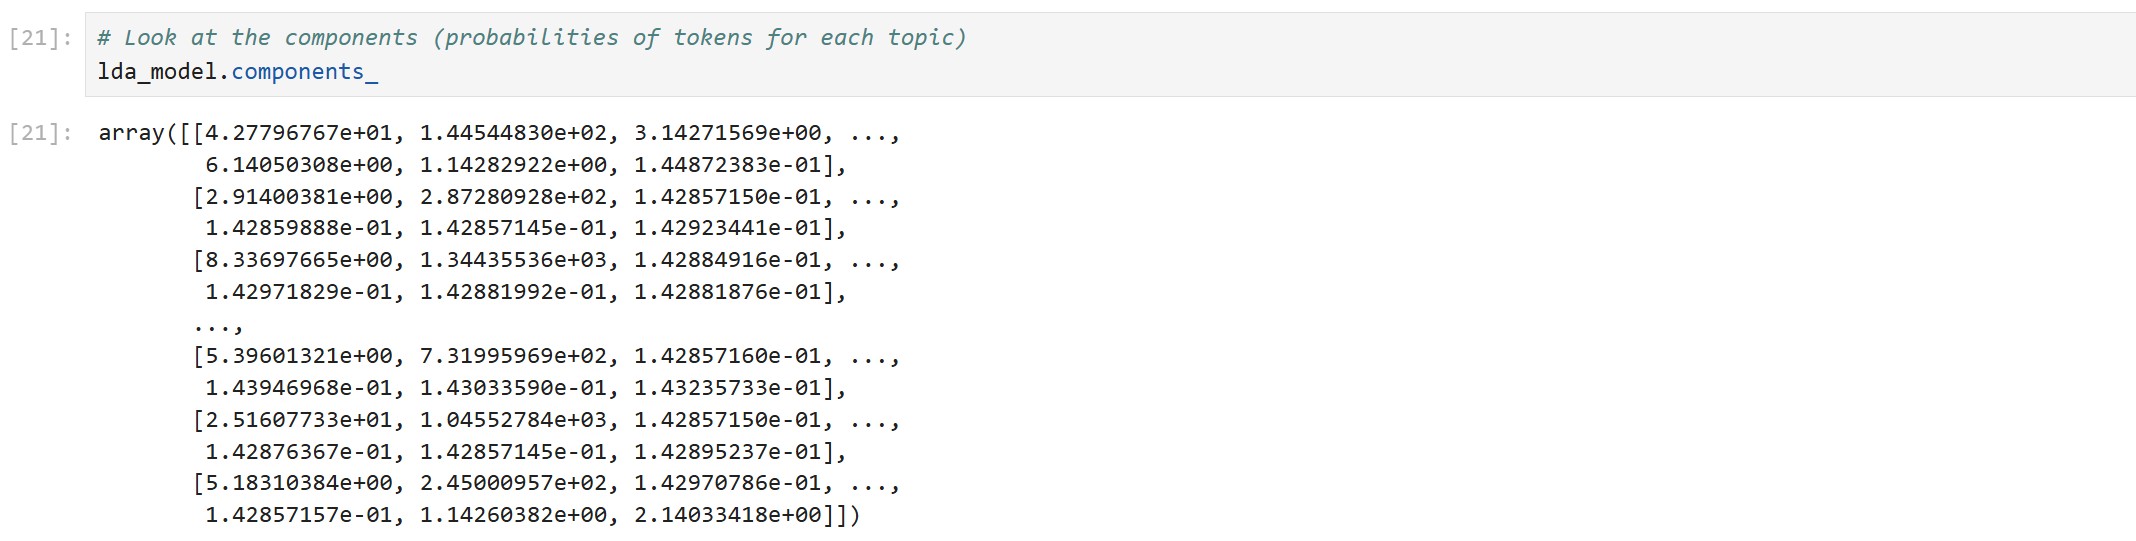 [21]: # Look at the components (probabilities of tokens for each topic)
lda_model.components_
[21]: array([[4.27796767e+01, 1.44544830e+02, 3.14271569e+00, ...,
6.14050308e+00, 1.14282922e+00, 1.44872383e-01],
[2.91400381e+00, 2.87280928e+02, 1.42857150e-01, ...,
1.42859888e-01, 1.42857145e-01, 1.42923441e-01],
[8.33697665e+00, 1.34435536e+03, 1.42884916e-01, ...,
1.42971829e-01, 1.42881992e-01, 1.42881876e-01],
...,
[5.39601321e+00, 7.31995969e+02, 1.42857160e-01, ...,
1.43946968e-01, 1.43033590e-01, 1.43235733e-01],
[2.51607733e+01, 1.04552784e+03, 1.42857150e-01, ...,
1.42876367e-01, 1.42857145e-01, 1.42895237e-01],
[5.18310384e+00, 2.45000957e+02, 1.42970786e-01, ...,
1.42857157e-01, 1.14260382e+00, 2.14033418e+00]])